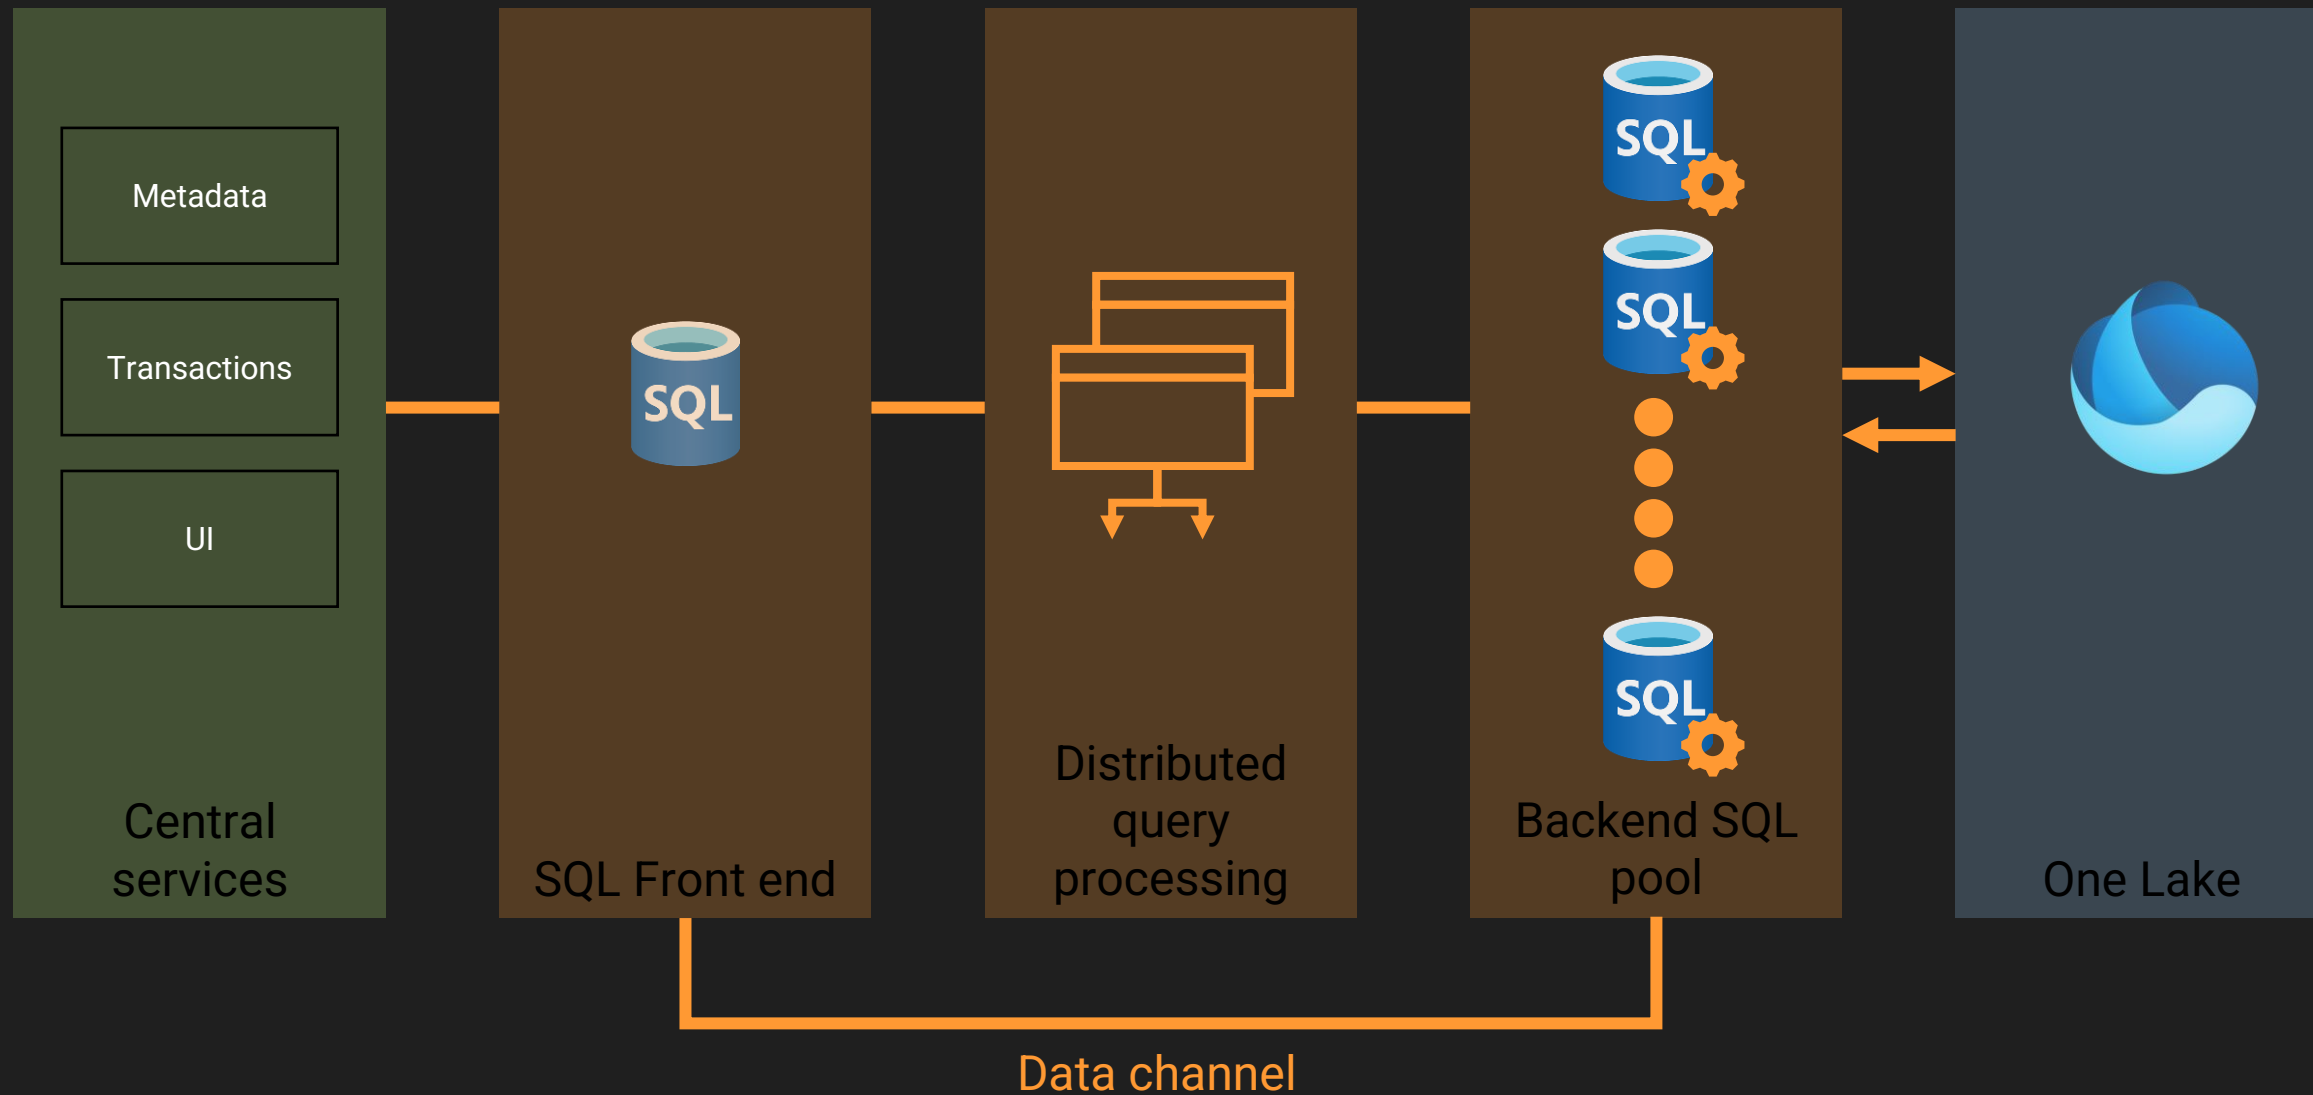 Metadata
Transactions
UI
Central
services
SQL
SQL Front end
Distributed
query
processing
SQL
SQL
SQL
Backend SQL
pool
One Lake
Data channel